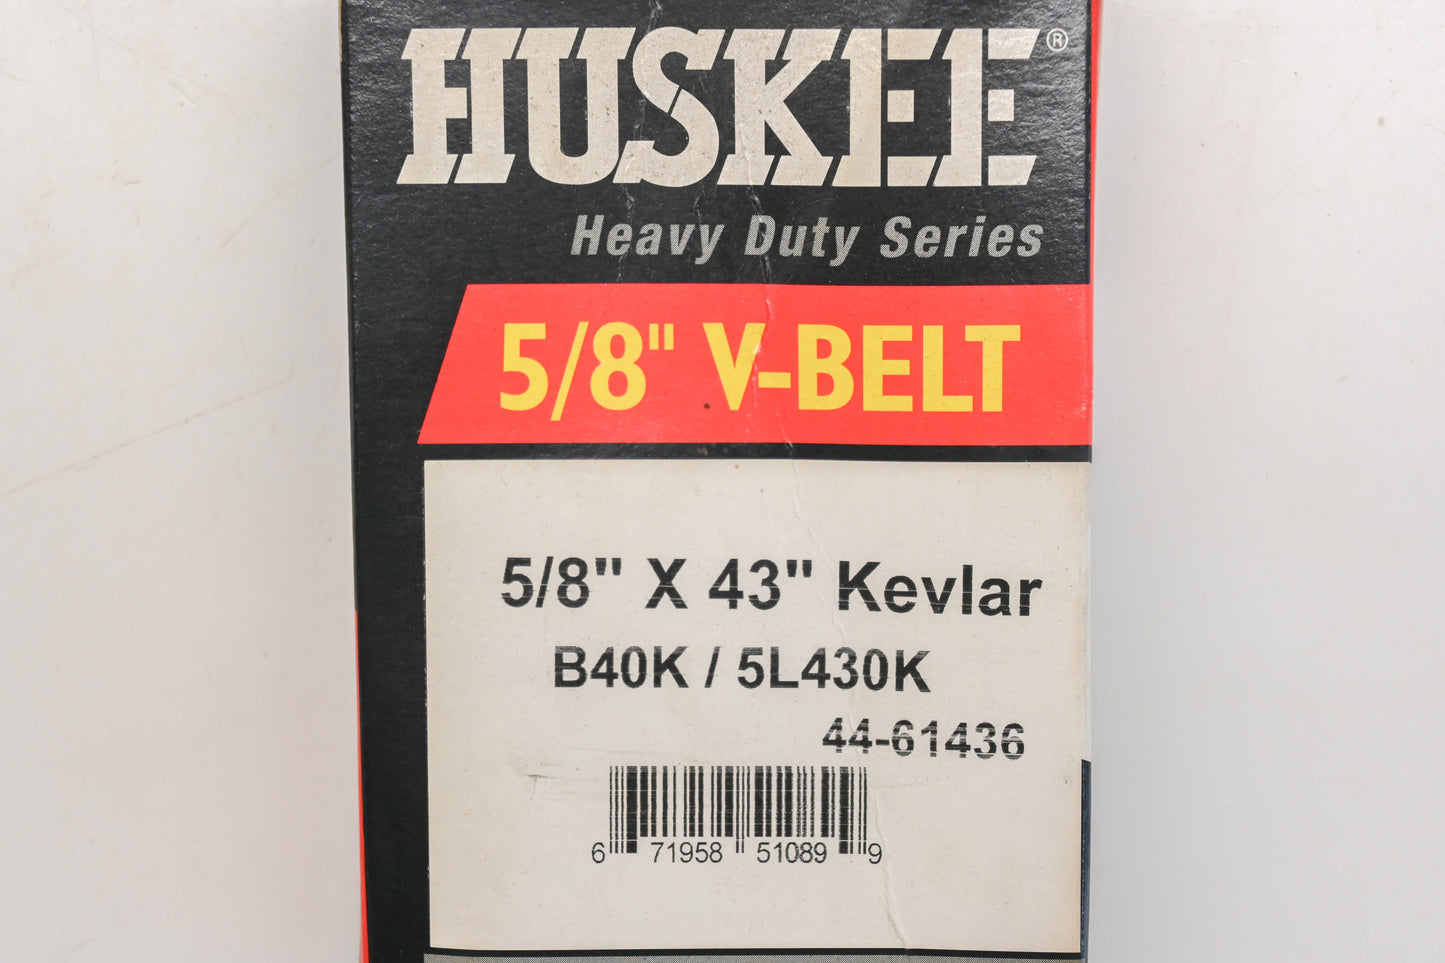 HUSKEE®
Heavy Duty Series
5/8" V-BELT
5/8" X 43" Kevlar
B40K / 5L430K
44-61436
6 71958 51089 9